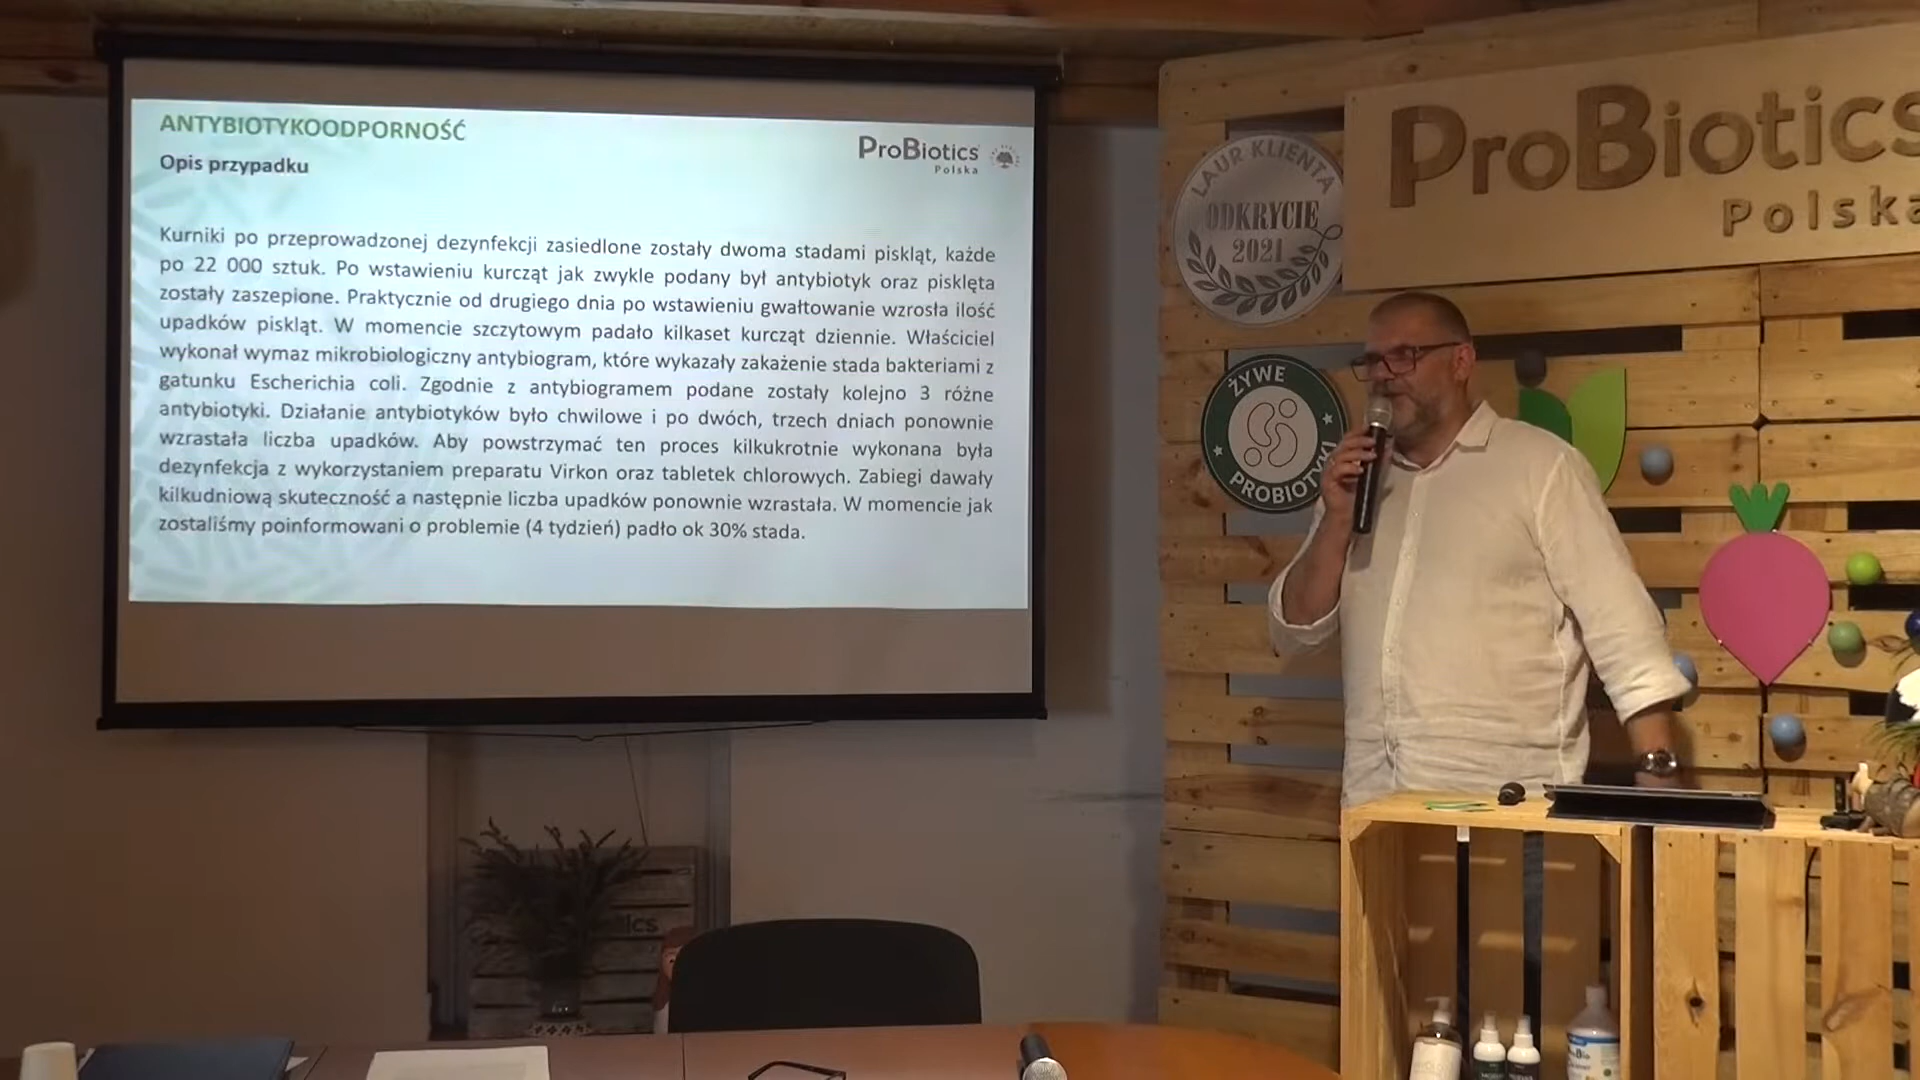 ANTYBIOTYKOODPORNOŚĆ
Opis przypadku
ProBiotics
Polska
Kurniki po przeprowadzonej dezynfekcji zasiedlone zostały dwoma stadami piskląt, każde
po 22 000 sztuk. Po wstawieniu kurcząt jak zwykle podany był antybiotyk oraz pisklęta
zostały zaszepione. Praktycznie od drugiego dnia po wstawieniu gwałtowanie wzrosła ilość
upadków piskląt. W momencie szczytowym padało kilkaset kurcząt dziennie. Właściciel
wykonał wymaz mikrobiologiczny antybiogram, które wykazały zakażenie stada bakteriami z
gatunku Escherichia coli. Zgodnie z antybiogramem podane zostały kolejno 3 różne
antybiotyki. Działanie antybiotyków było chwilowe i po dwóch, trzech dniach ponownie
wzrastała liczba upadków. Aby powstrzymać ten proces kilkukrotnie wykonana była
dezynfekcja z wykorzystaniem preparatu Virkon oraz tabletek chlorowych. Zabiegi dawały
kilkudniową skuteczność a następnie liczba upadków ponownie wzrastała. W momencie jak
zostaliśmy poinformowani o problemie (4 tydzień) padło ok 30% stada.
ProBiotics
Polska
LAUR KLIENTA
ODKRYCIE
2021
ŻYWE
PROBIOTYKI